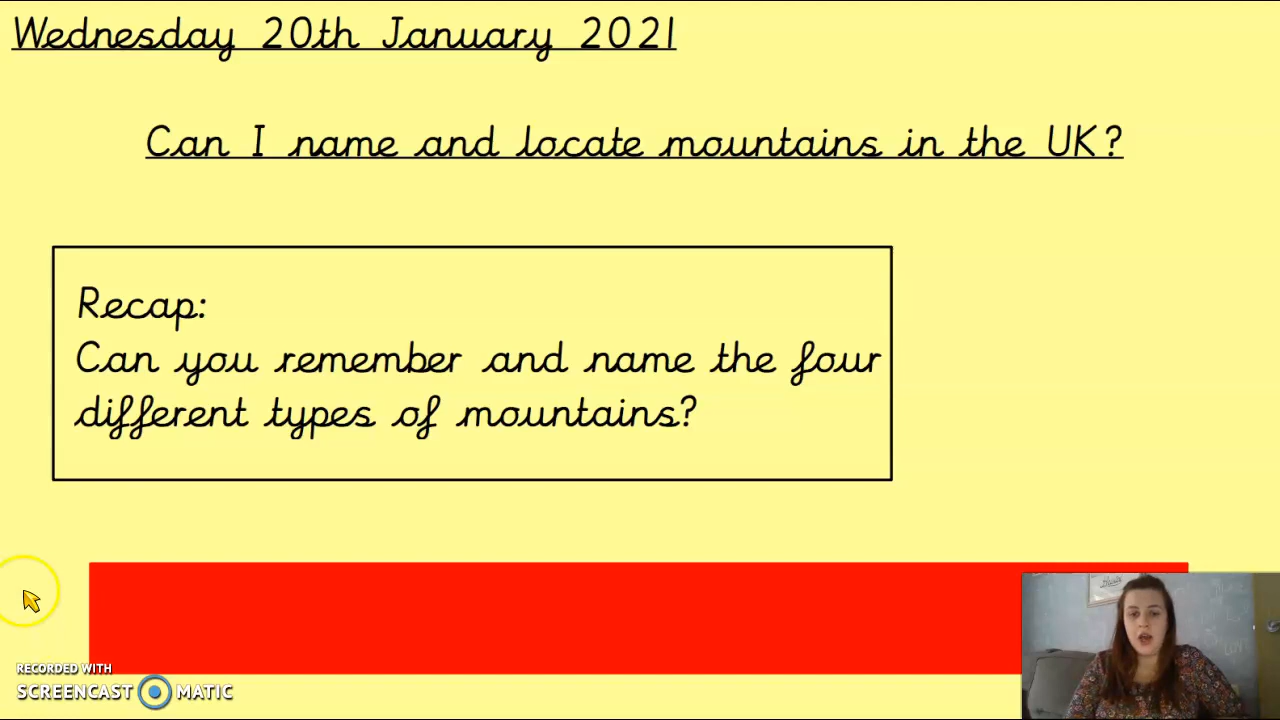 Wednesday 20th January 2021
Can I name and locate mountains in the UK?
Recap:
Can you remember and name the four
different types of mountains?
RECORDED WITH
SCREENCAST MATIC